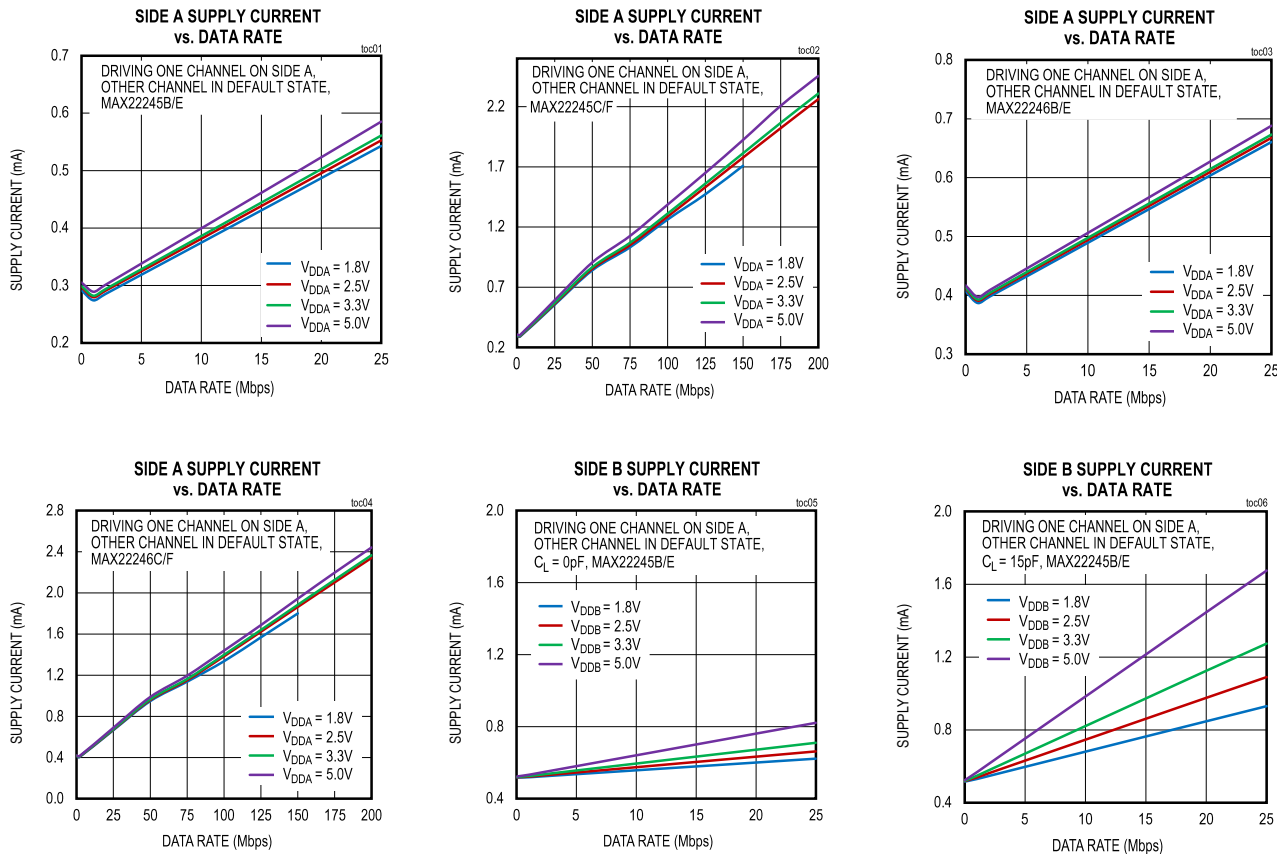 SIDE A SUPPLY CURRENT
vs. DATA RATE
toc01
DRIVING ONE CHANNEL ON SIDE A,
OTHER CHANNEL IN DEFAULT STATE,
MAX22245B/E
SUPPLY CURRENT (mA)
0.7
0.6
0.5
0.4
0.3
0.2
VDDA = 1.8V
VDDA = 2.5V
VDDA = 3.3V
VDDA = 5.0V
0 5 10 15 20 25
DATA RATE (Mbps)
SIDE A SUPPLY CURRENT
vs. DATA RATE
toc02
DRIVING ONE CHANNEL ON SIDE A,
OTHER CHANNEL IN DEFAULT STATE,
MAX22245C/F
SUPPLY CURRENT (mA)
2.2
1.7
1.2
0.7
0.2
VDDA = 1.8V
VDDA = 2.5V
VDDA = 3.3V
VDDA = 5.0V
0 25 50 75 100 125 150 175 200
DATA RATE (Mbps)
SIDE A SUPPLY CURRENT
vs. DATA RATE
toc03
DRIVING ONE CHANNEL ON SIDE A,
OTHER CHANNEL IN DEFAULT STATE,
MAX22246B/E
SUPPLY CURRENT (mA)
0.8
0.7
0.6
0.5
0.4
0.3
VDDA = 1.8V
VDDA = 2.5V
VDDA = 3.3V
VDDA = 5.0V
0 5 10 15 20 25
DATA RATE (Mbps)
SIDE A SUPPLY CURRENT
vs. DATA RATE
toc04
DRIVING ONE CHANNEL ON SIDE A,
OTHER CHANNEL IN DEFAULT STATE,
MAX22246C/F
SUPPLY CURRENT (mA)
2.8
2.4
2.0
1.6
1.2
0.8
0.4
0.0
VDDA = 1.8V
VDDA = 2.5V
VDDA = 3.3V
VDDA = 5.0V
0 25 50 75 100 125 150 175 200
DATA RATE (Mbps)
SIDE B SUPPLY CURRENT
vs. DATA RATE
toc05
DRIVING ONE CHANNEL ON SIDE A,
OTHER CHANNEL IN DEFAULT STATE,
CL = 0pF, MAX22245B/E
SUPPLY CURRENT (mA)
2.0
1.6
1.2
0.8
0.4
VDDB = 1.8V
VDDB = 2.5V
VDDB = 3.3V
VDDB = 5.0V
0 5 10 15 20 25
DATA RATE (Mbps)
SIDE B SUPPLY CURRENT
vs. DATA RATE
toc06
DRIVING ONE CHANNEL ON SIDE A,
OTHER CHANNEL IN DEFAULT STATE,
CL = 15pF, MAX22245B/E
SUPPLY CURRENT (mA)
2.0
1.6
1.2
0.8
0.4
VDDB = 1.8V
VDDB = 2.5V
VDDB = 3.3V
VDDB = 5.0V
0 5 10 15 20 25
DATA RATE (Mbps)